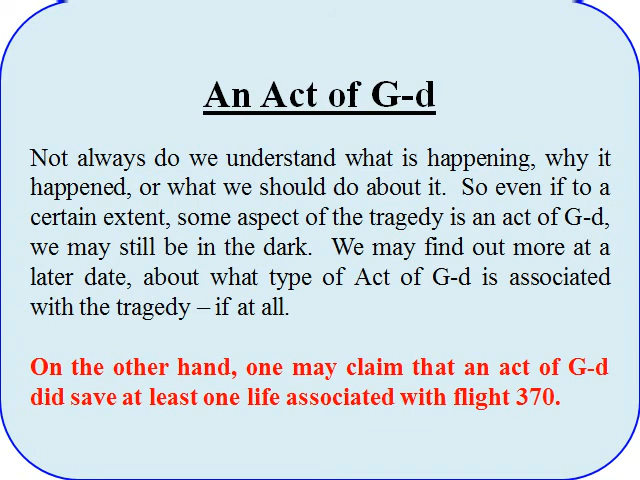 An Act of G-d
Not always do we understand what is happening, why it
happened, or what we should do about it.  So even if to a
certain extent, some aspect of the tragedy is an act of G-d,
we may still be in the dark.  We may find out more at a
later date, about what type of Act of G-d is associated
with the tragedy – if at all.
On the other hand, one may claim that an act of G-d
did save at least one life associated with flight 370.